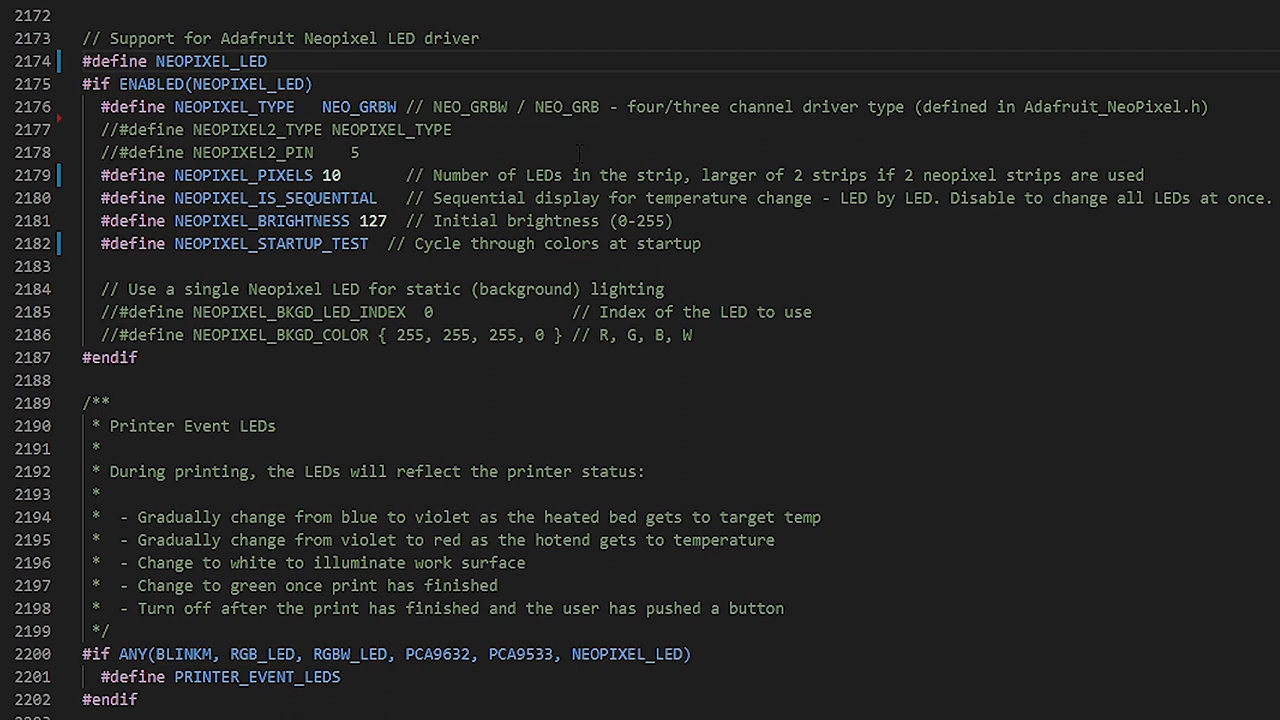 2172
2173 // Support for Adafruit Neopixel LED driver
2174 #define NEOPIXEL_LED
2175 #if ENABLED(NEOPIXEL_LED)
2176 #define NEOPIXEL_TYPE NEO_GRBW // NEO_GRBW / NEO_GRB - four/three channel driver type (defined in Adafruit_NeoPixel.h)
2177 //#define NEOPIXEL2_TYPE NEOPIXEL_TYPE
2178 //#define NEOPIXEL2_PIN 5
2179 #define NEOPIXEL_PIXELS 10 // Number of LEDs in the strip, larger of 2 strips if 2 neopixel strips are used
2180 #define NEOPIXEL_IS_SEQUENTIAL // Sequential display for temperature change - LED by LED. Disable to change all LEDs at once.
2181 #define NEOPIXEL_BRIGHTNESS 127 // Initial brightness (0-255)
2182 #define NEOPIXEL_STARTUP_TEST // Cycle through colors at startup
2183
2184 // Use a single Neopixel LED for static (background) lighting
2185 //#define NEOPIXEL_BKGD_LED_INDEX 0 // Index of the LED to use
2186 //#define NEOPIXEL_BKGD_COLOR { 255, 255, 255, 0 } // R, G, B, W
2187 #endif
2188
2189 /**
2190 * Printer Event LEDs
2191 *
2192 * During printing, the LEDs will reflect the printer status:
2193 *
2194 * - Gradually change from blue to violet as the heated bed gets to target temp
2195 * - Gradually change from violet to red as the hotend gets to temperature
2196 * - Change to white to illuminate work surface
2197 * - Change to green once print has finished
2198 * - Turn off after the print has finished and the user has pushed a button
2199 */
2200 #if ANY(BLINKM, RGB_LED, RGBW_LED, PCA9632, PCA9533, NEOPIXEL_LED)
2201 #define PRINTER_EVENT_LEDS
2202 #endif